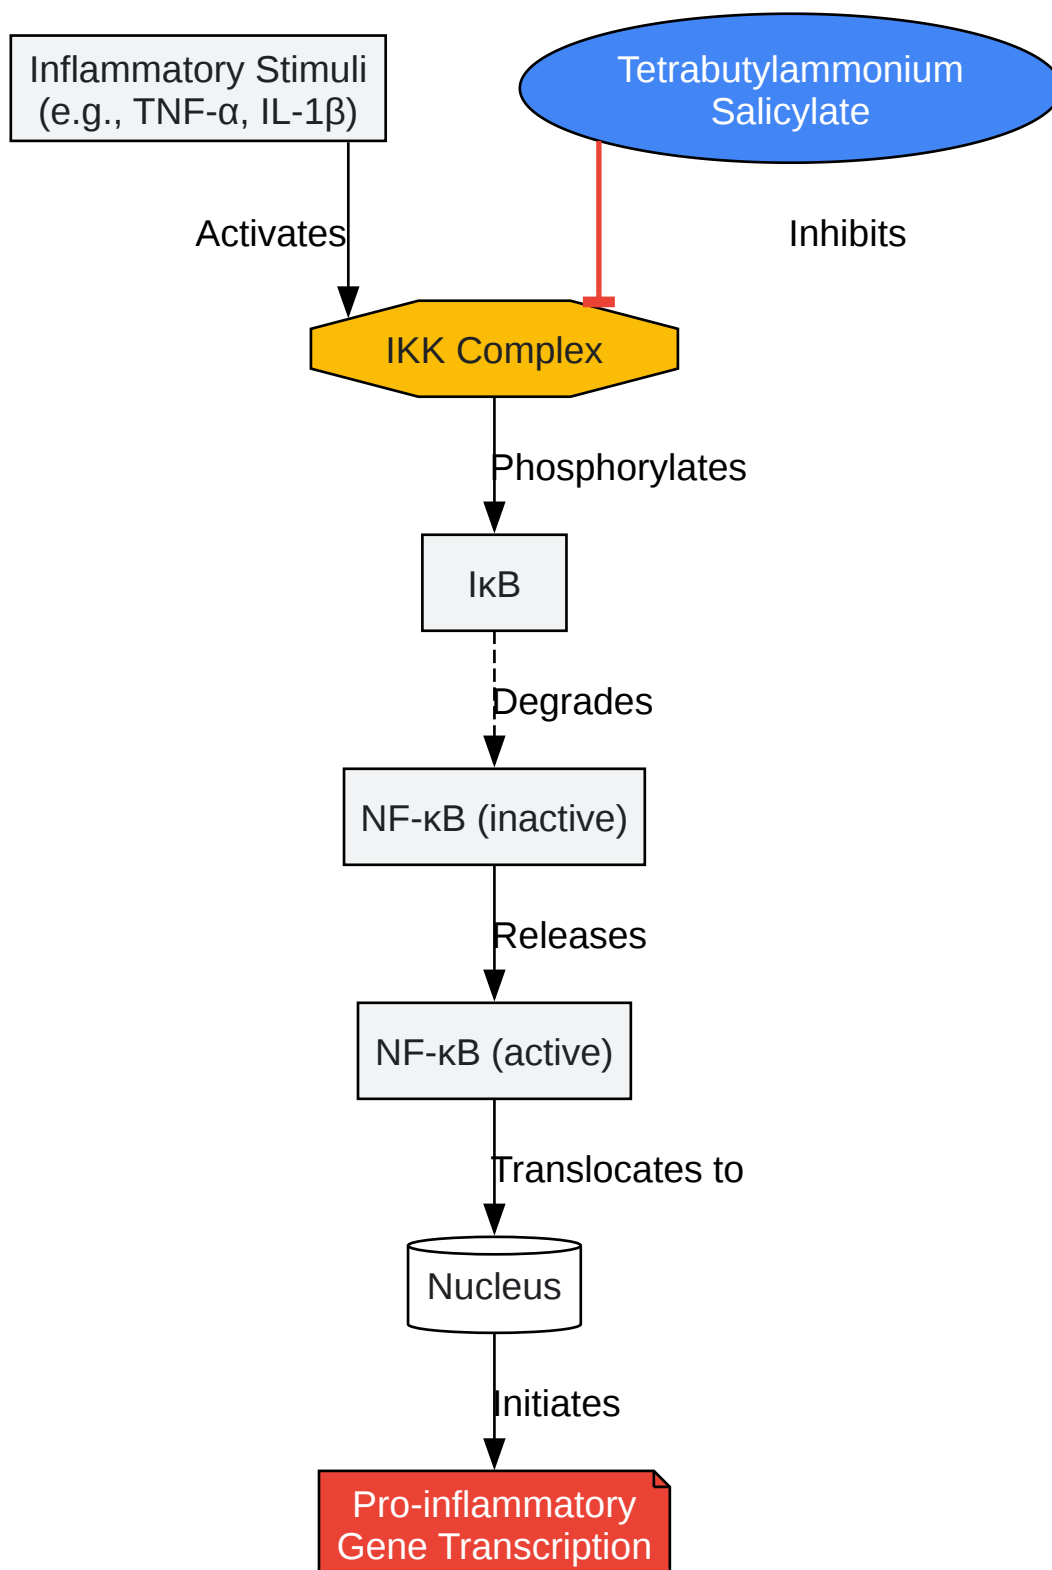 Inflammatory Stimuli
(e.g., TNF-α, IL-1β)
Tetrabutylammonium
Salicylate
Activates
Inhibits
IKK Complex
Phosphorylates
IκB
Degrades
NF-κB (inactive)
Releases
NF-κB (active)
Translocates to
Nucleus
Initiates
Pro-inflammatory
Gene Transcription